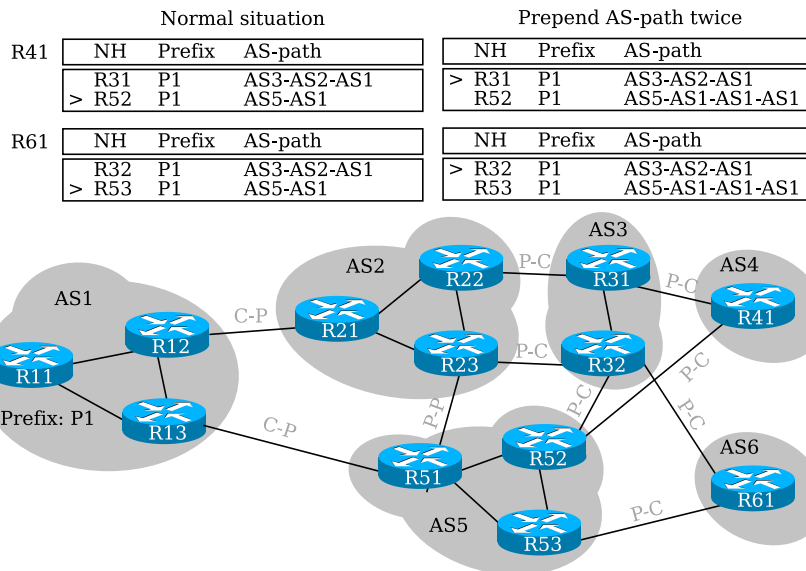 Normal situation
Prepend AS-path twice
R41
NH Prefix AS-path
R31 P1 AS3-AS2-AS1
> R52 P1 AS5-AS1
NH Prefix AS-path
> R31 P1 AS3-AS2-AS1
R52 P1 AS5-AS1-AS1-AS1
R61
NH Prefix AS-path
R32 P1 AS3-AS2-AS1
> R53 P1 AS5-AS1
NH Prefix AS-path
> R32 P1 AS3-AS2-AS1
R53 P1 AS5-AS1-AS1-AS1
AS1
R11
R12
R13
Prefix: P1
C-P
C-P
AS2
R21
R22
R23
P-C
P-C
P-P
AS3
R31
R32
P-C
P-C
P-C
P-C
AS4
R41
AS5
R51
R52
R53
P-C
AS6
R61